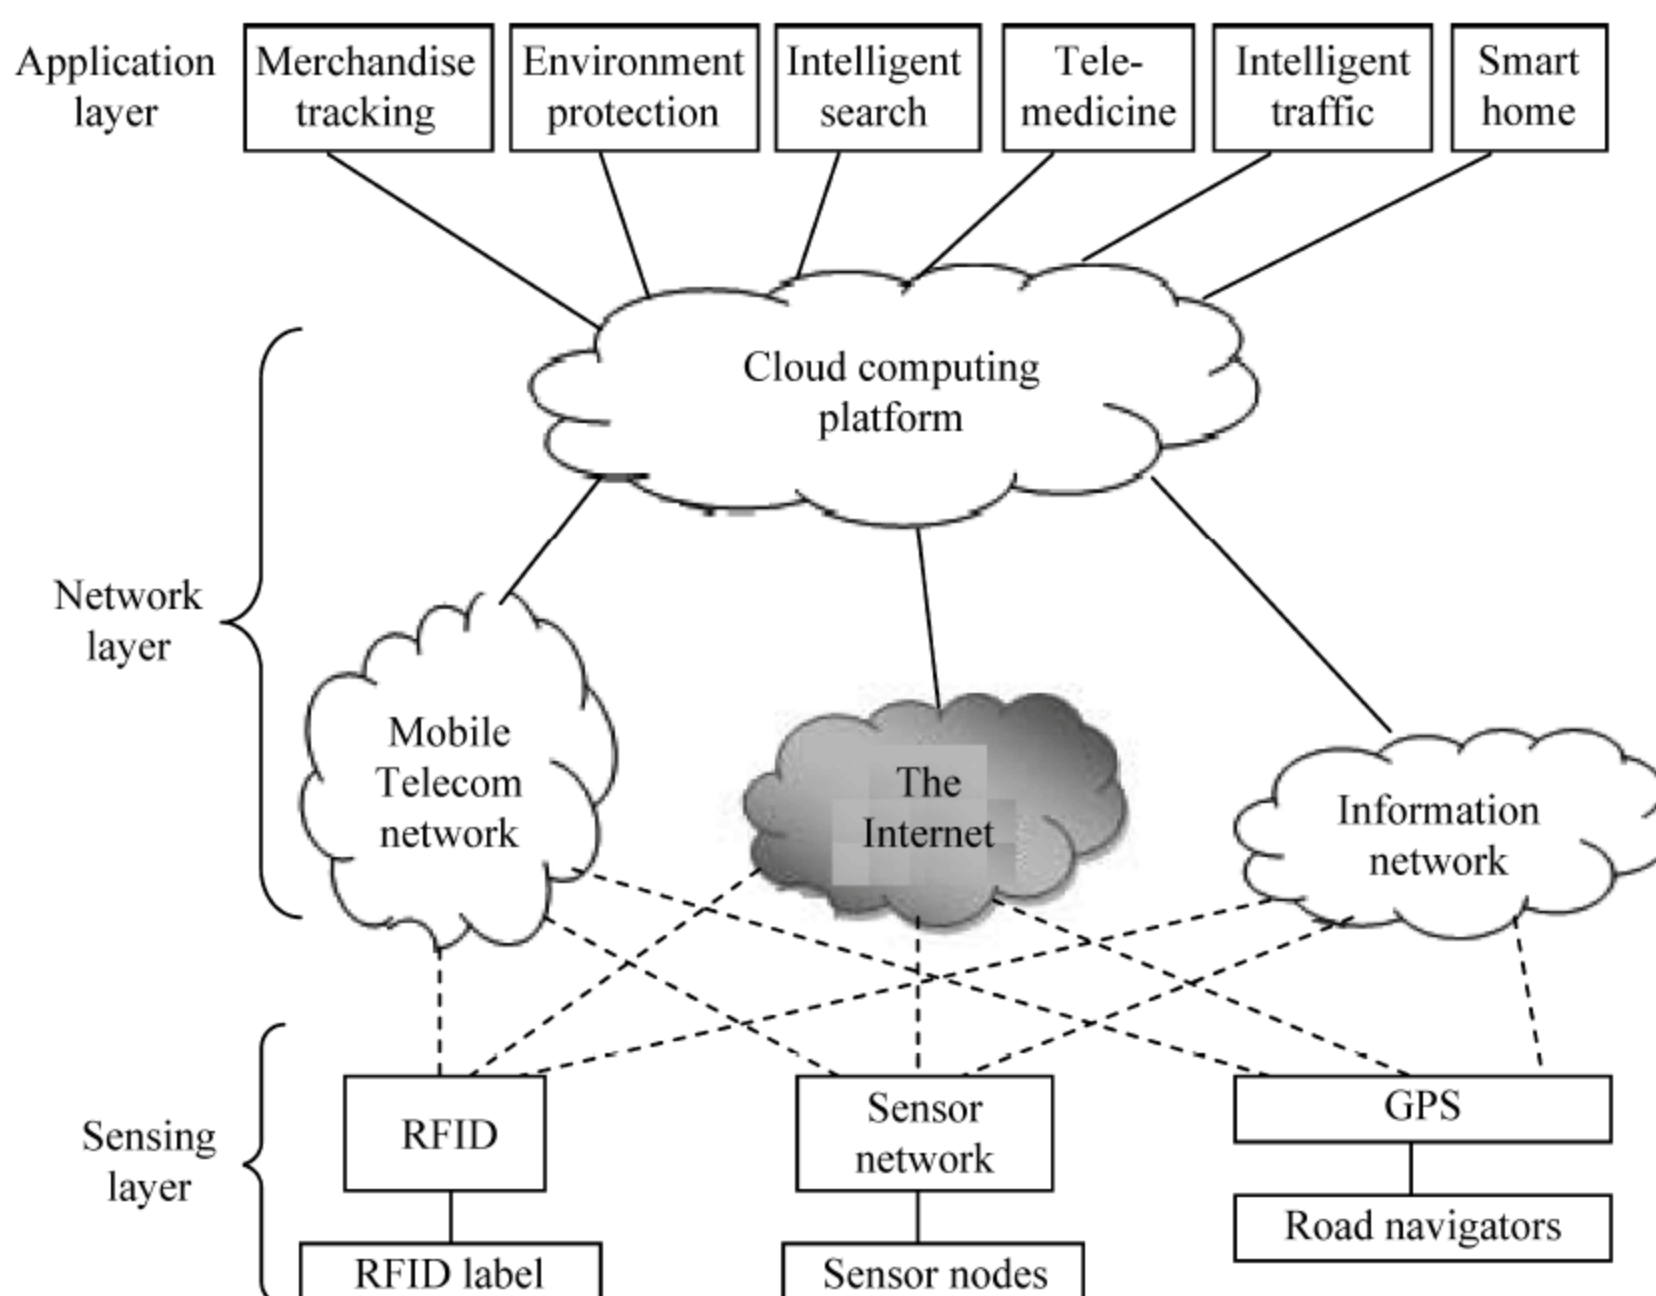 Application
layer
Merchandise
tracking
Environment
protection
Intelligent
search
Tele-
medicine
Intelligent
traffic
Smart
home
Cloud computing
platform
Network
layer
Mobile
Telecom
network
The
Internet
Information
network
Sensing
layer
RFID
Sensor
network
GPS
Road navigators
RFID label
Sensor nodes